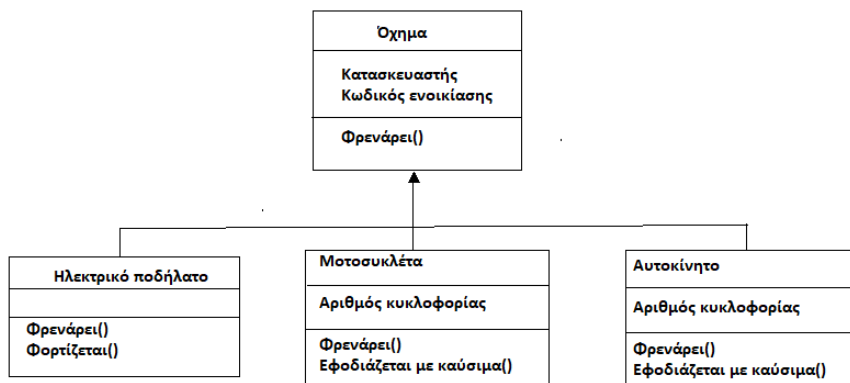 Όχημα
Κατασκευαστής
Κωδικός ενοικίασης
Φρενάρει()
Ηλεκτρικό ποδήλατο
Φρενάρει()
Φορτίζεται()
Μοτοσυκλέτα
Αριθμός κυκλοφορίας
Φρενάρει()
Εφοδιάζεται με καύσιμα()
Αυτοκίνητο
Αριθμός κυκλοφορίας
Φρενάρει()
Εφοδιάζεται με καύσιμα()